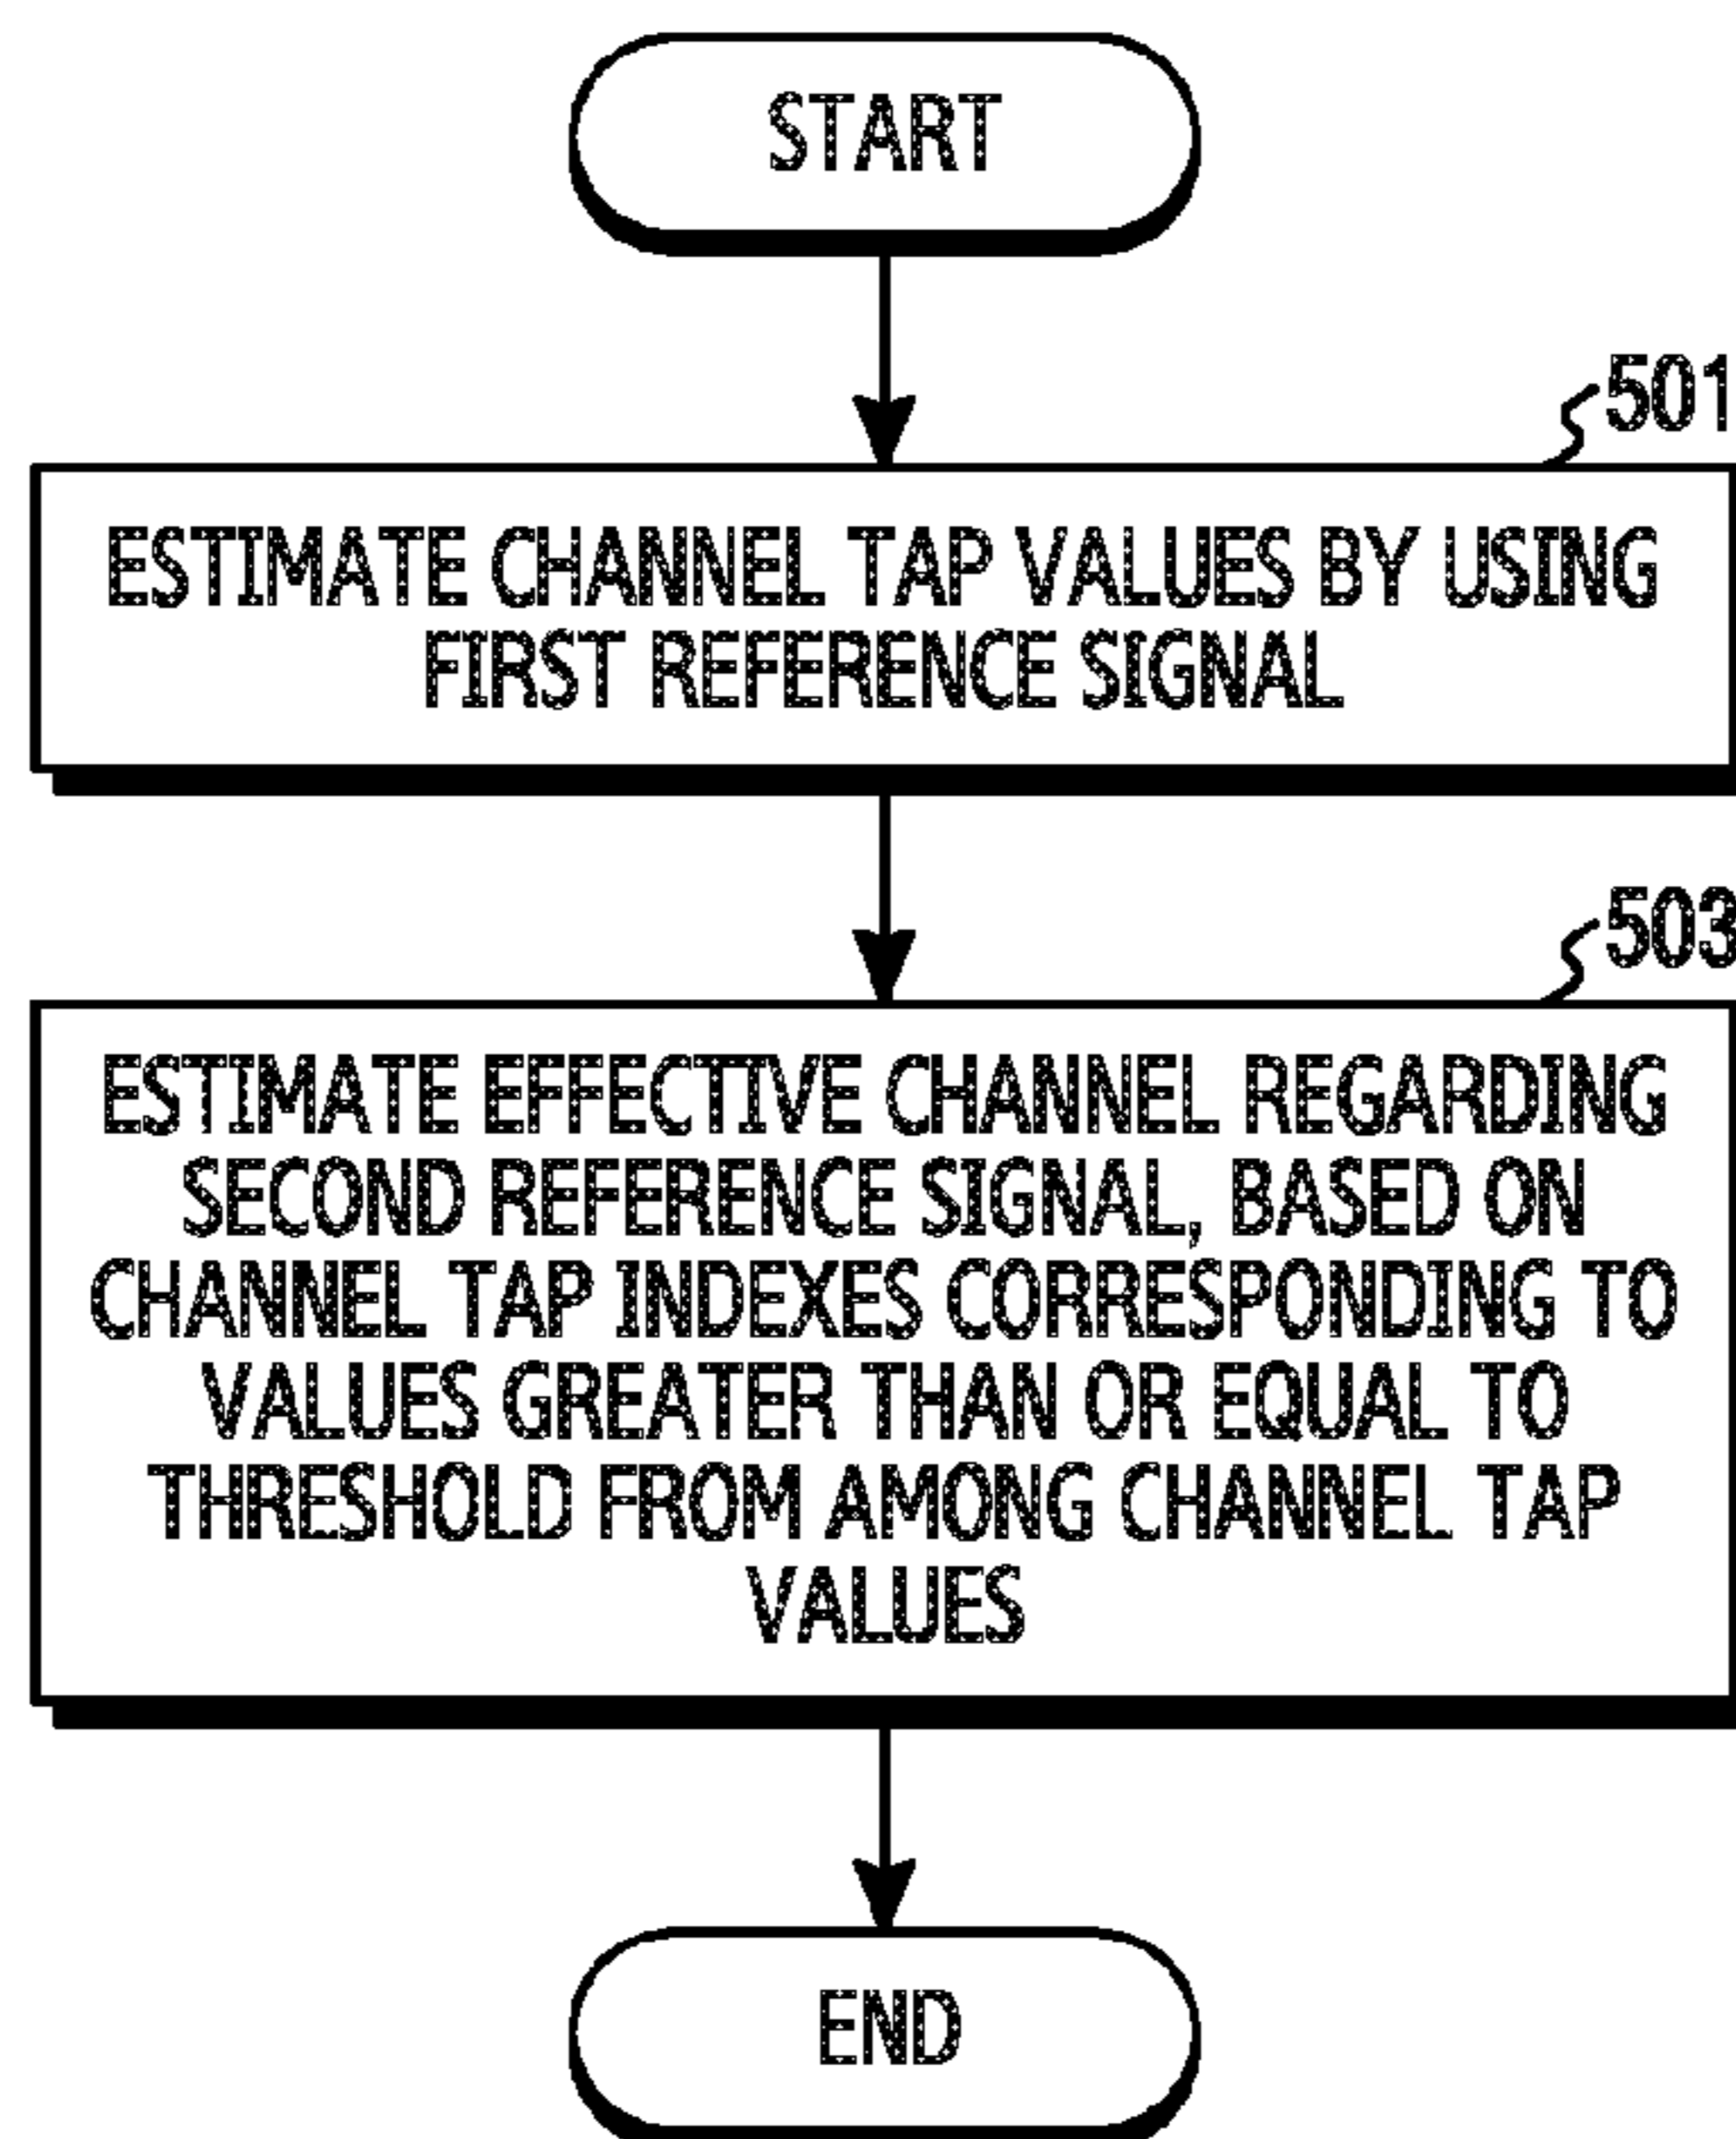 START
501
ESTIMATE CHANNEL TAP VALUES BY USING
FIRST REFERENCE SIGNAL
503
ESTIMATE EFFECTIVE CHANNEL REGARDING
SECOND REFERENCE SIGNAL, BASED ON
CHANNEL TAP INDEXES CORRESPONDING TO
VALUES GREATER THAN OR EQUAL TO
THRESHOLD FROM AMONG CHANNEL TAP
VALUES
END